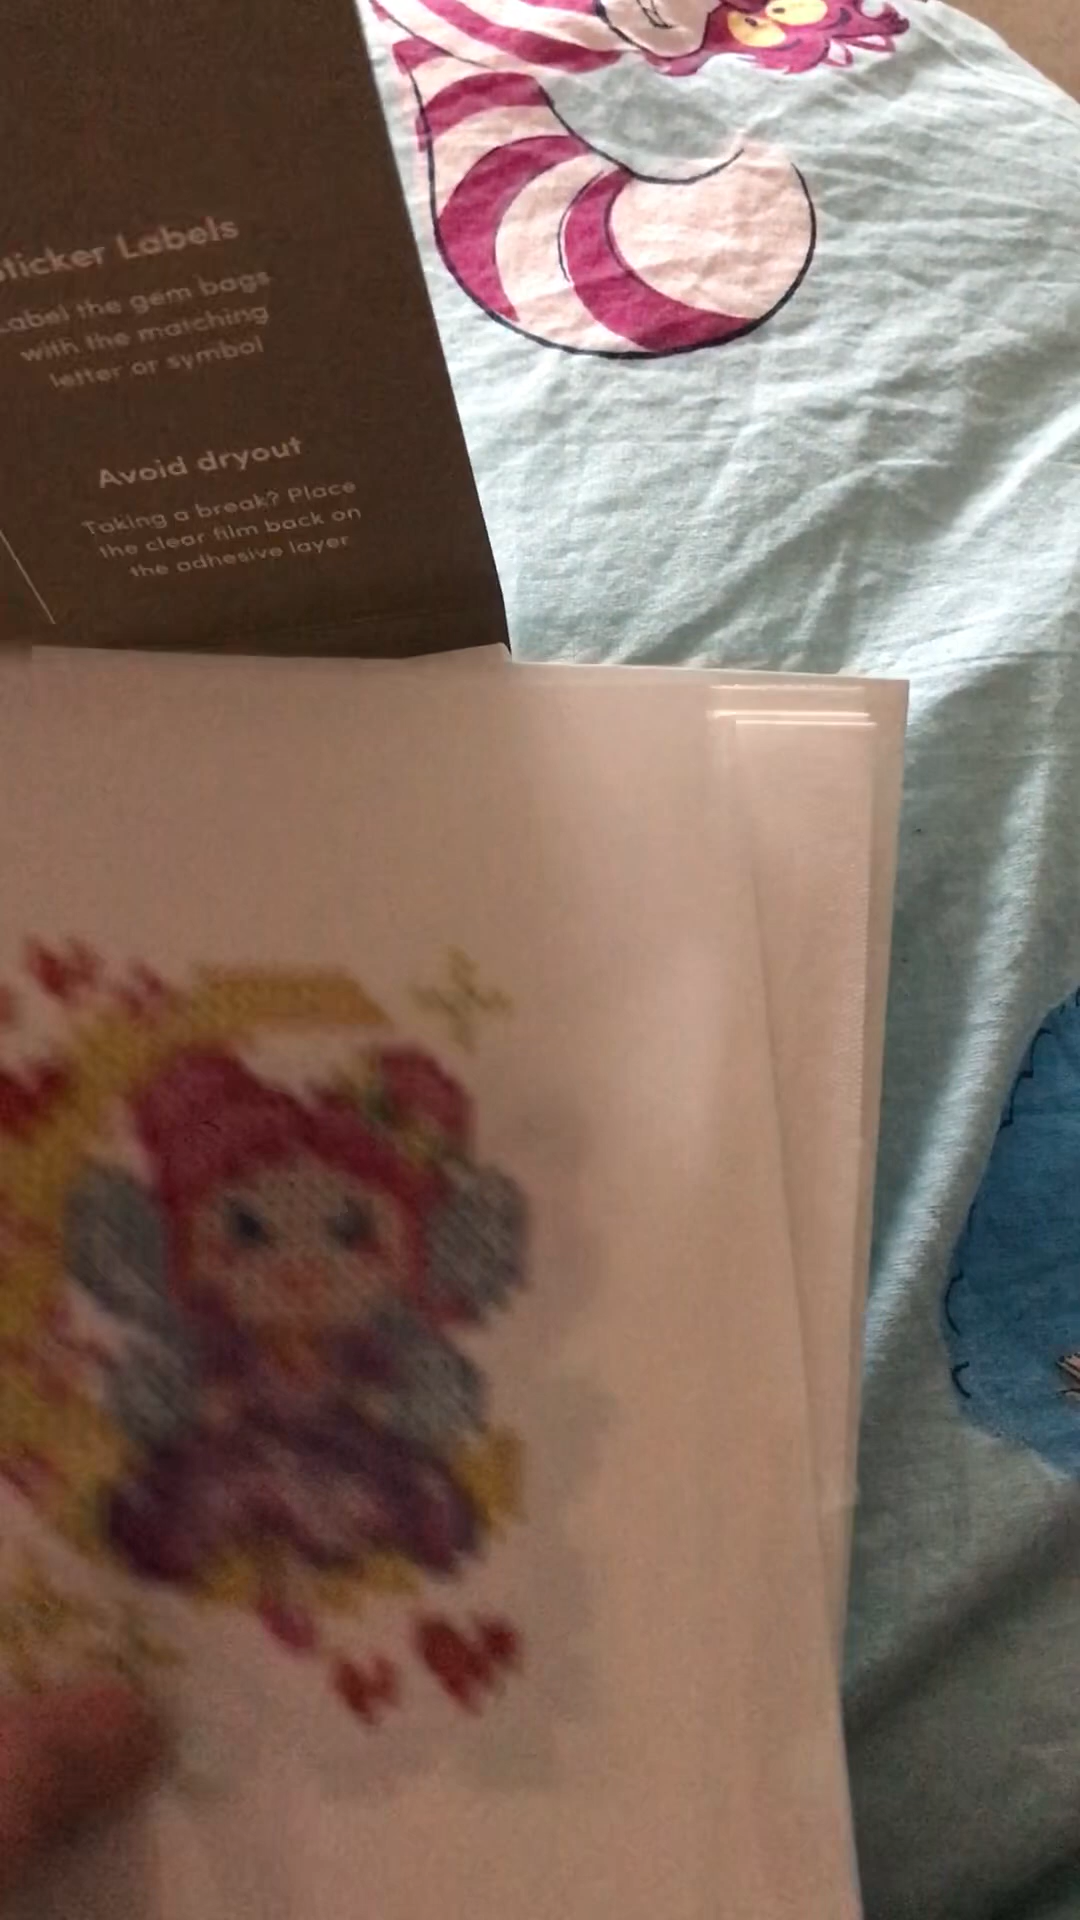 Sticker Labels
Label the gem bags
with the matching
letter or symbol
Avoid dryout
Taking a break? Place
the clear film back on
the adhesive layer